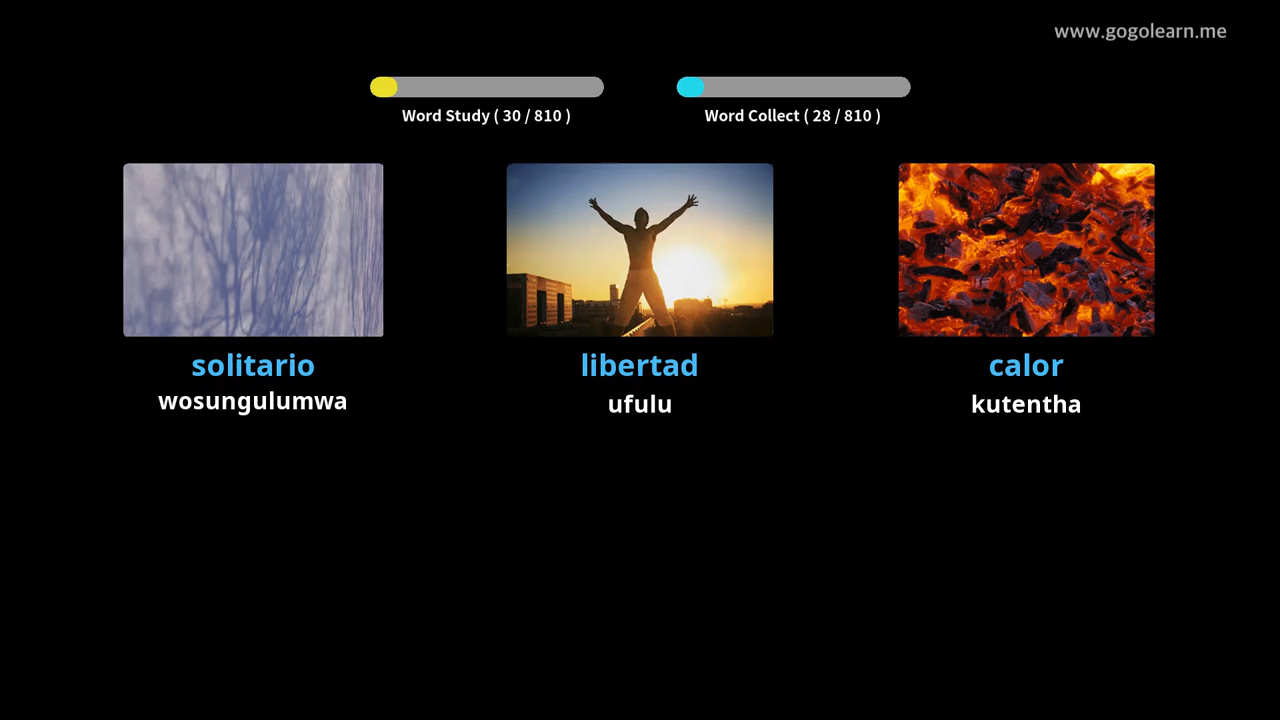 www.gogolearn.me
Word Study ( 30 / 810 )
Word Collect ( 28 / 810 )
solitario
libertad
calor
wosungulumwa
ufulu
kutentha